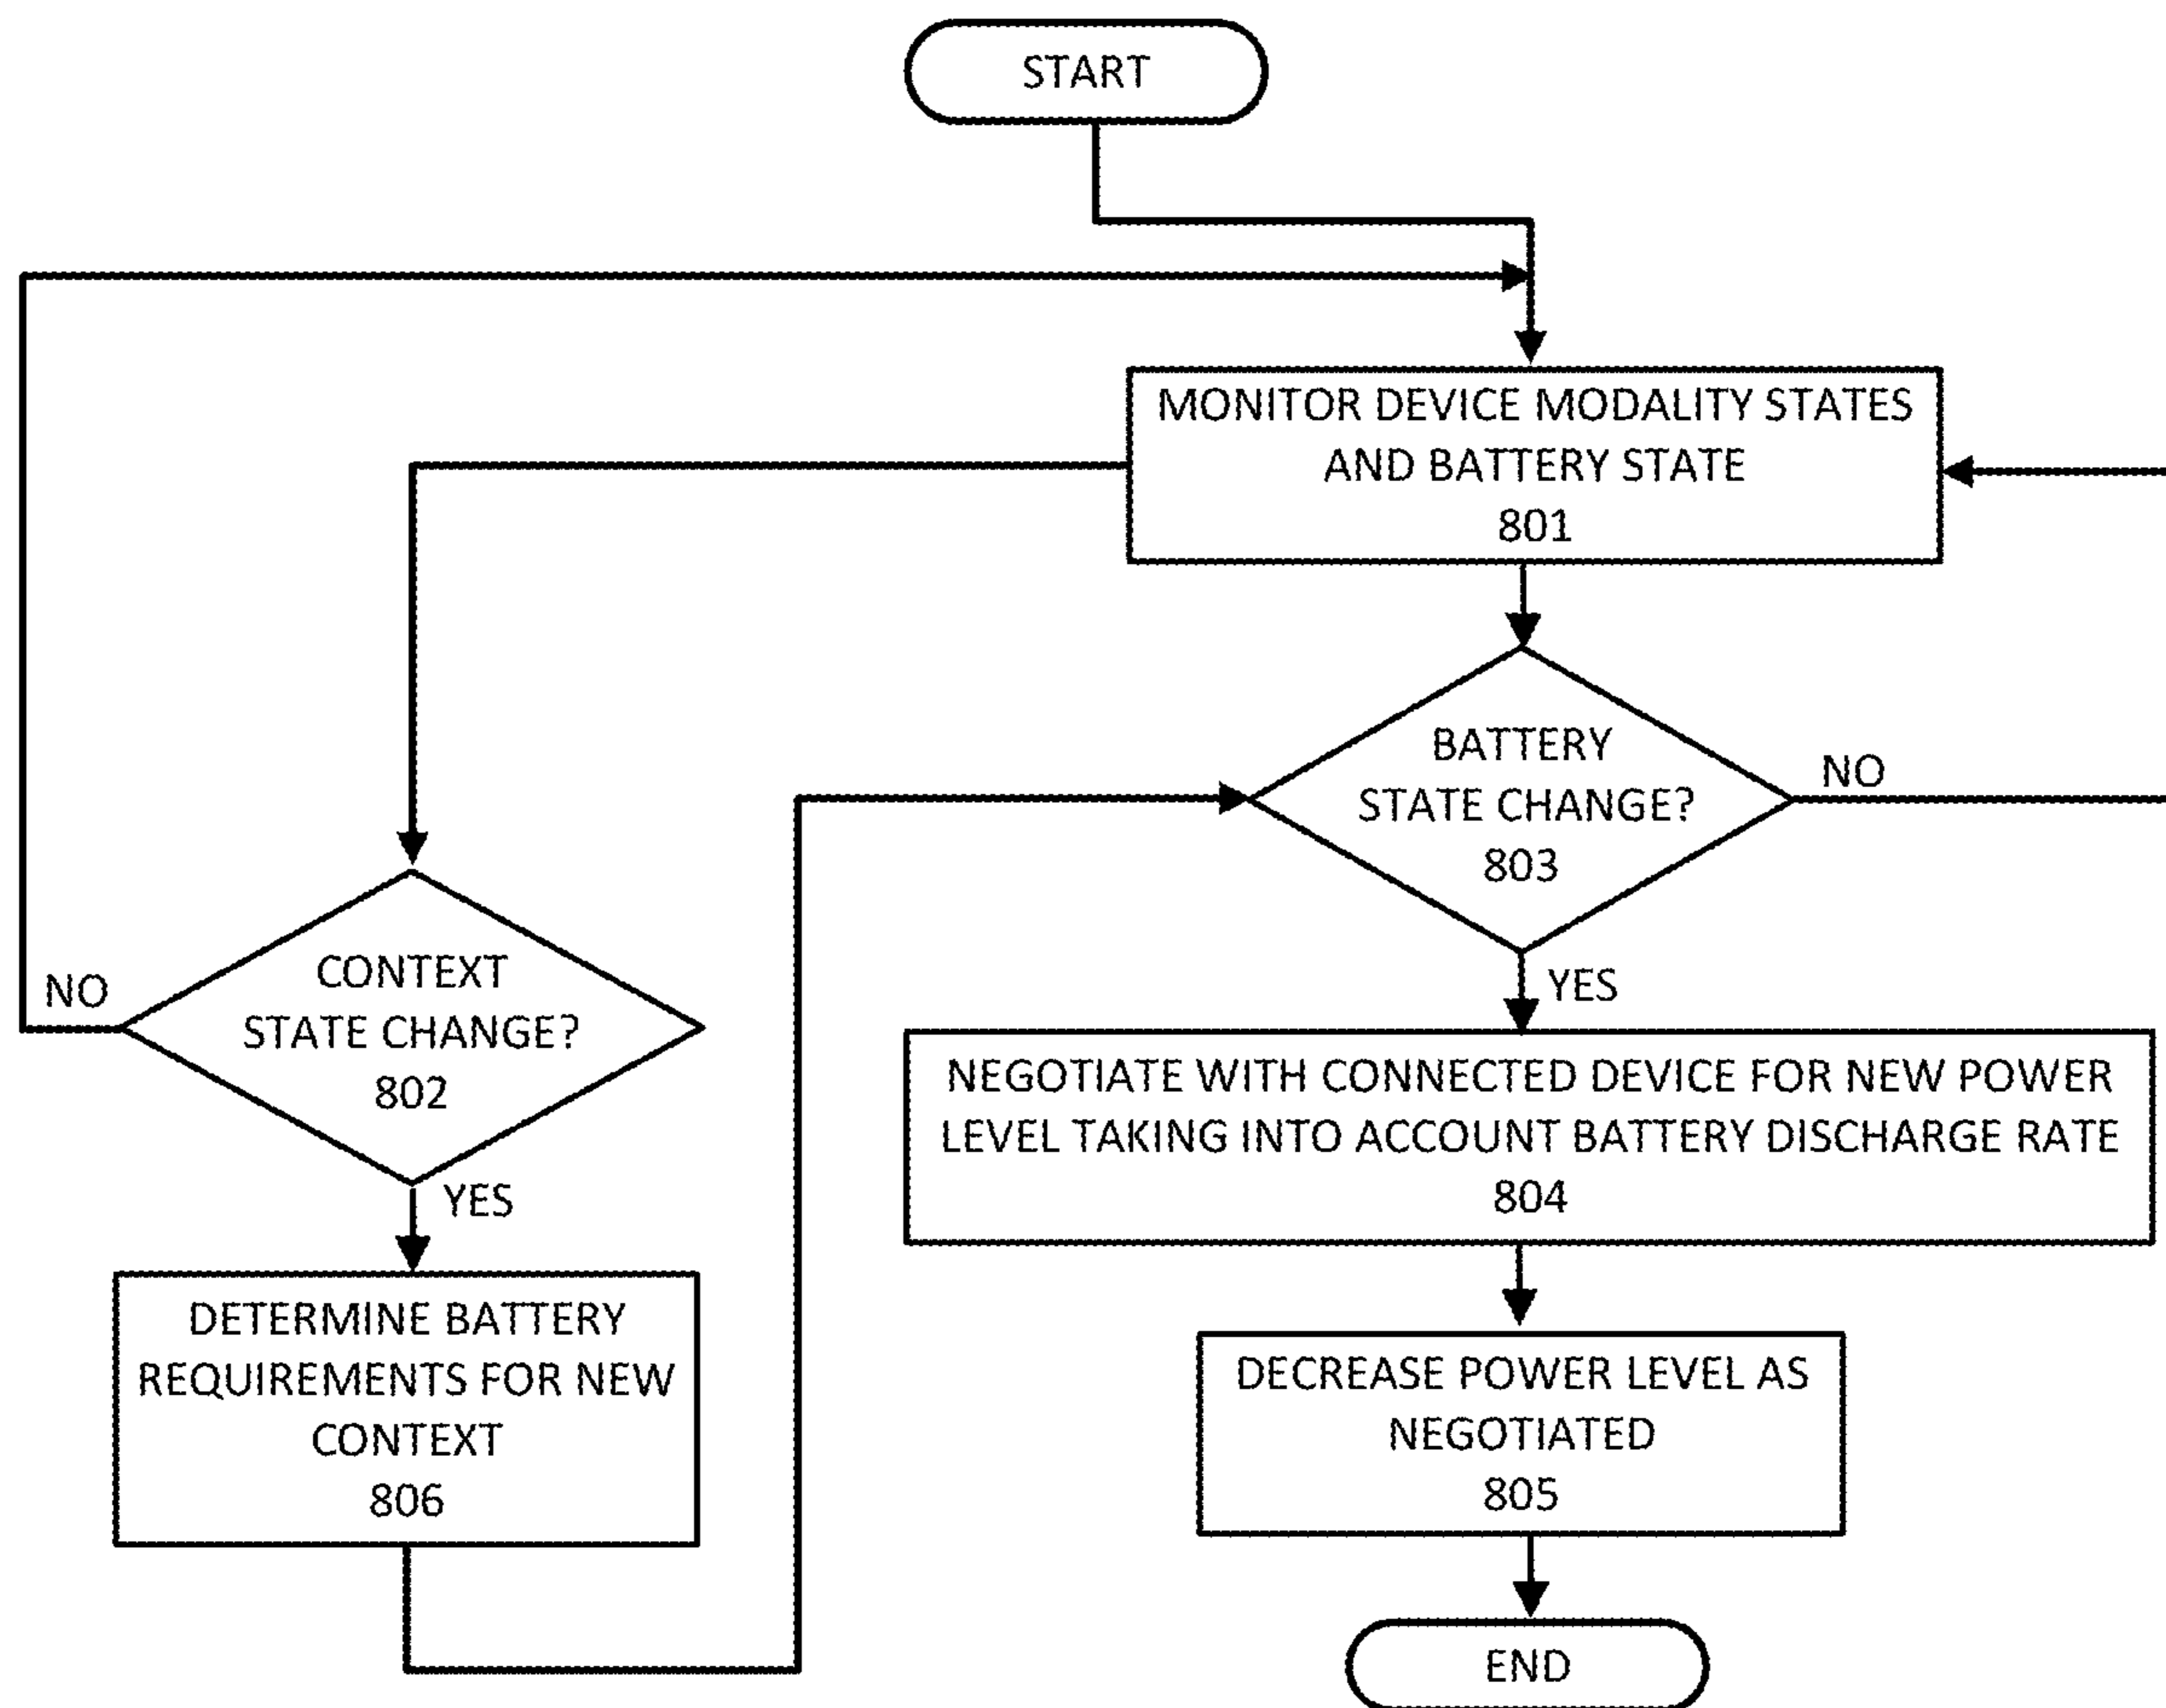 START
MONITOR DEVICE MODALITY STATES
AND BATTERY STATE
801
BATTERY
STATE CHANGE?
803
NO
CONTEXT
STATE CHANGE?
802
NO
YES
YES
NEGOTIATE WITH CONNECTED DEVICE FOR NEW POWER
LEVEL TAKING INTO ACCOUNT BATTERY DISCHARGE RATE
804
DETERMINE BATTERY
REQUIREMENTS FOR NEW
CONTEXT
806
DECREASE POWER LEVEL AS
NEGOTIATED
805
END